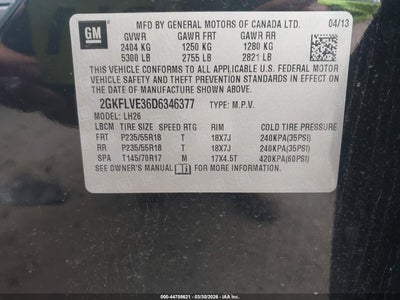 MFD BY GENERAL MOTORS OF CANADA LTD. 04/13
GM
GVWR GAWR FRT GAWR RR
2404 KG 1250 KG 1280 KG
5300 LB 2755 LB 2821 LB
THIS VEHICLE CONFORMS TO ALL APPLICABLE U.S. FEDERAL MOTOR
VEHICLE SAFETY, BUMPER, AND THEFT PREVENTION STANDARDS IN
EFFECT ON THE DATE OF MANUFACTURE SHOWN ABOVE.
2GKFLVE36D6346377 TYPE: M.P.V.
MODEL: LH26
LBCM TIRE SIZE SPEED RTG RIM COLD TIRE PRESSURE
FRT P235/55R18 T 18X7J 240KPA(35PSI)
RR P235/55R18 T 18X7J 240KPA(35PSI)
SPA T145/70R17 M 17X4.5T 420KPA(60PSI)
SEE OWNER'S MANUAL FOR MORE INFORMATION.
000-44708621 - 03/30/2026 - IAA, Inc.